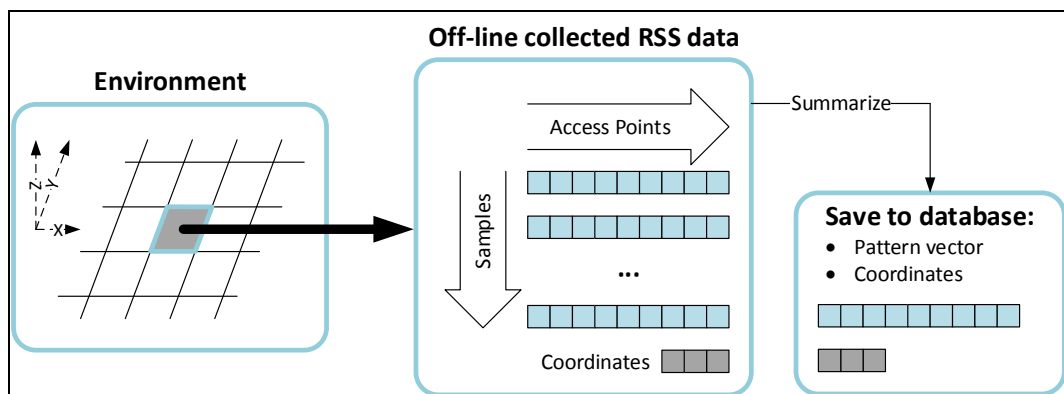 Off-line collected RSS data
Environment
Summarize
Access Points
Z
Y
X
Samples
...
Save to database:
• Pattern vector
• Coordinates
Coordinates